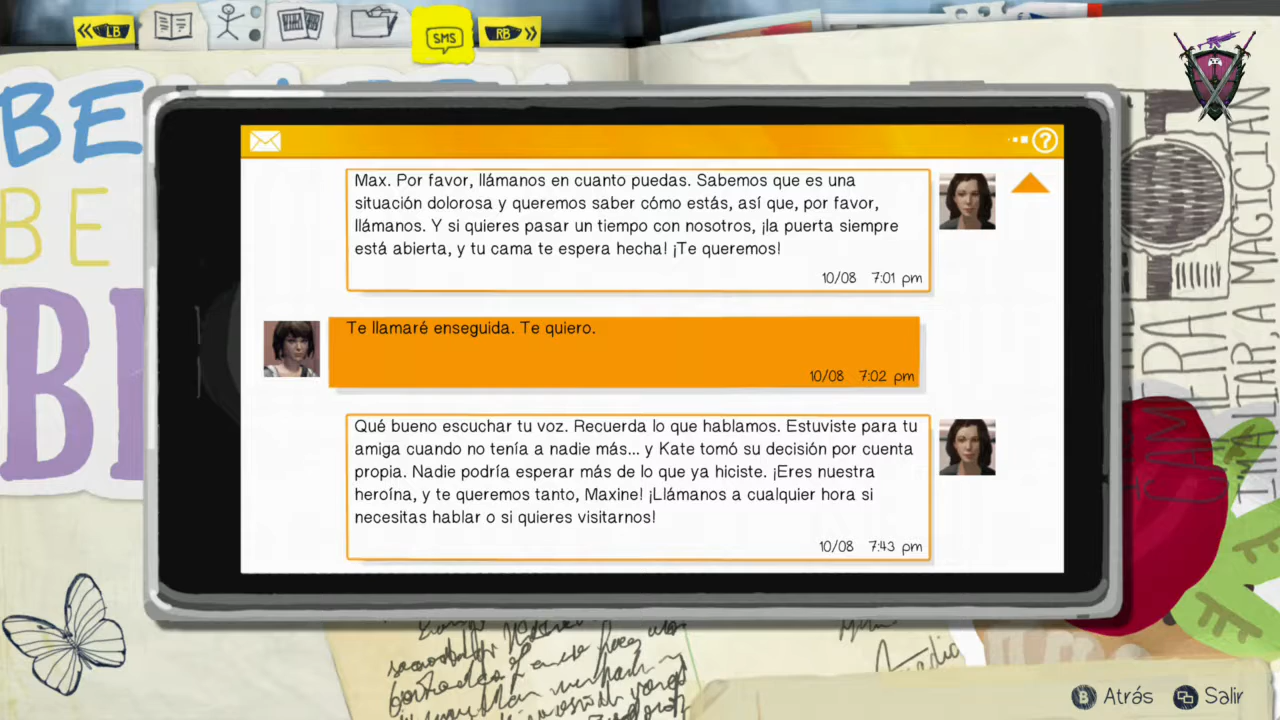 LB
SMS
RB
BE
BE
Max. Por favor, llámanos en cuanto puedas. Sabemos que es una
situación dolorosa y queremos saber cómo estás, así que, por favor,
llámanos. Y si quieres pasar un tiempo con nosotros, ¡la puerta siempre
está abierta, y tu cama te espera hecha! ¡Te queremos!
10/08 7:01 pm
Te llamaré enseguida. Te quiero.
10/08 7:02 pm
Qué bueno escuchar tu voz. Recuerda lo que hablamos. Estuviste para tu
amiga cuando no tenía a nadie más... y Kate tomó su decisión por cuenta
propia. Nadie podría esperar más de lo que ya hiciste. ¡Eres nuestra
heroína, y te queremos tanto, Maxine! ¡Llámanos a cualquier hora si
necesitas hablar o si quieres visitarnos!
10/08 7:43 pm
B Atrás
Salir